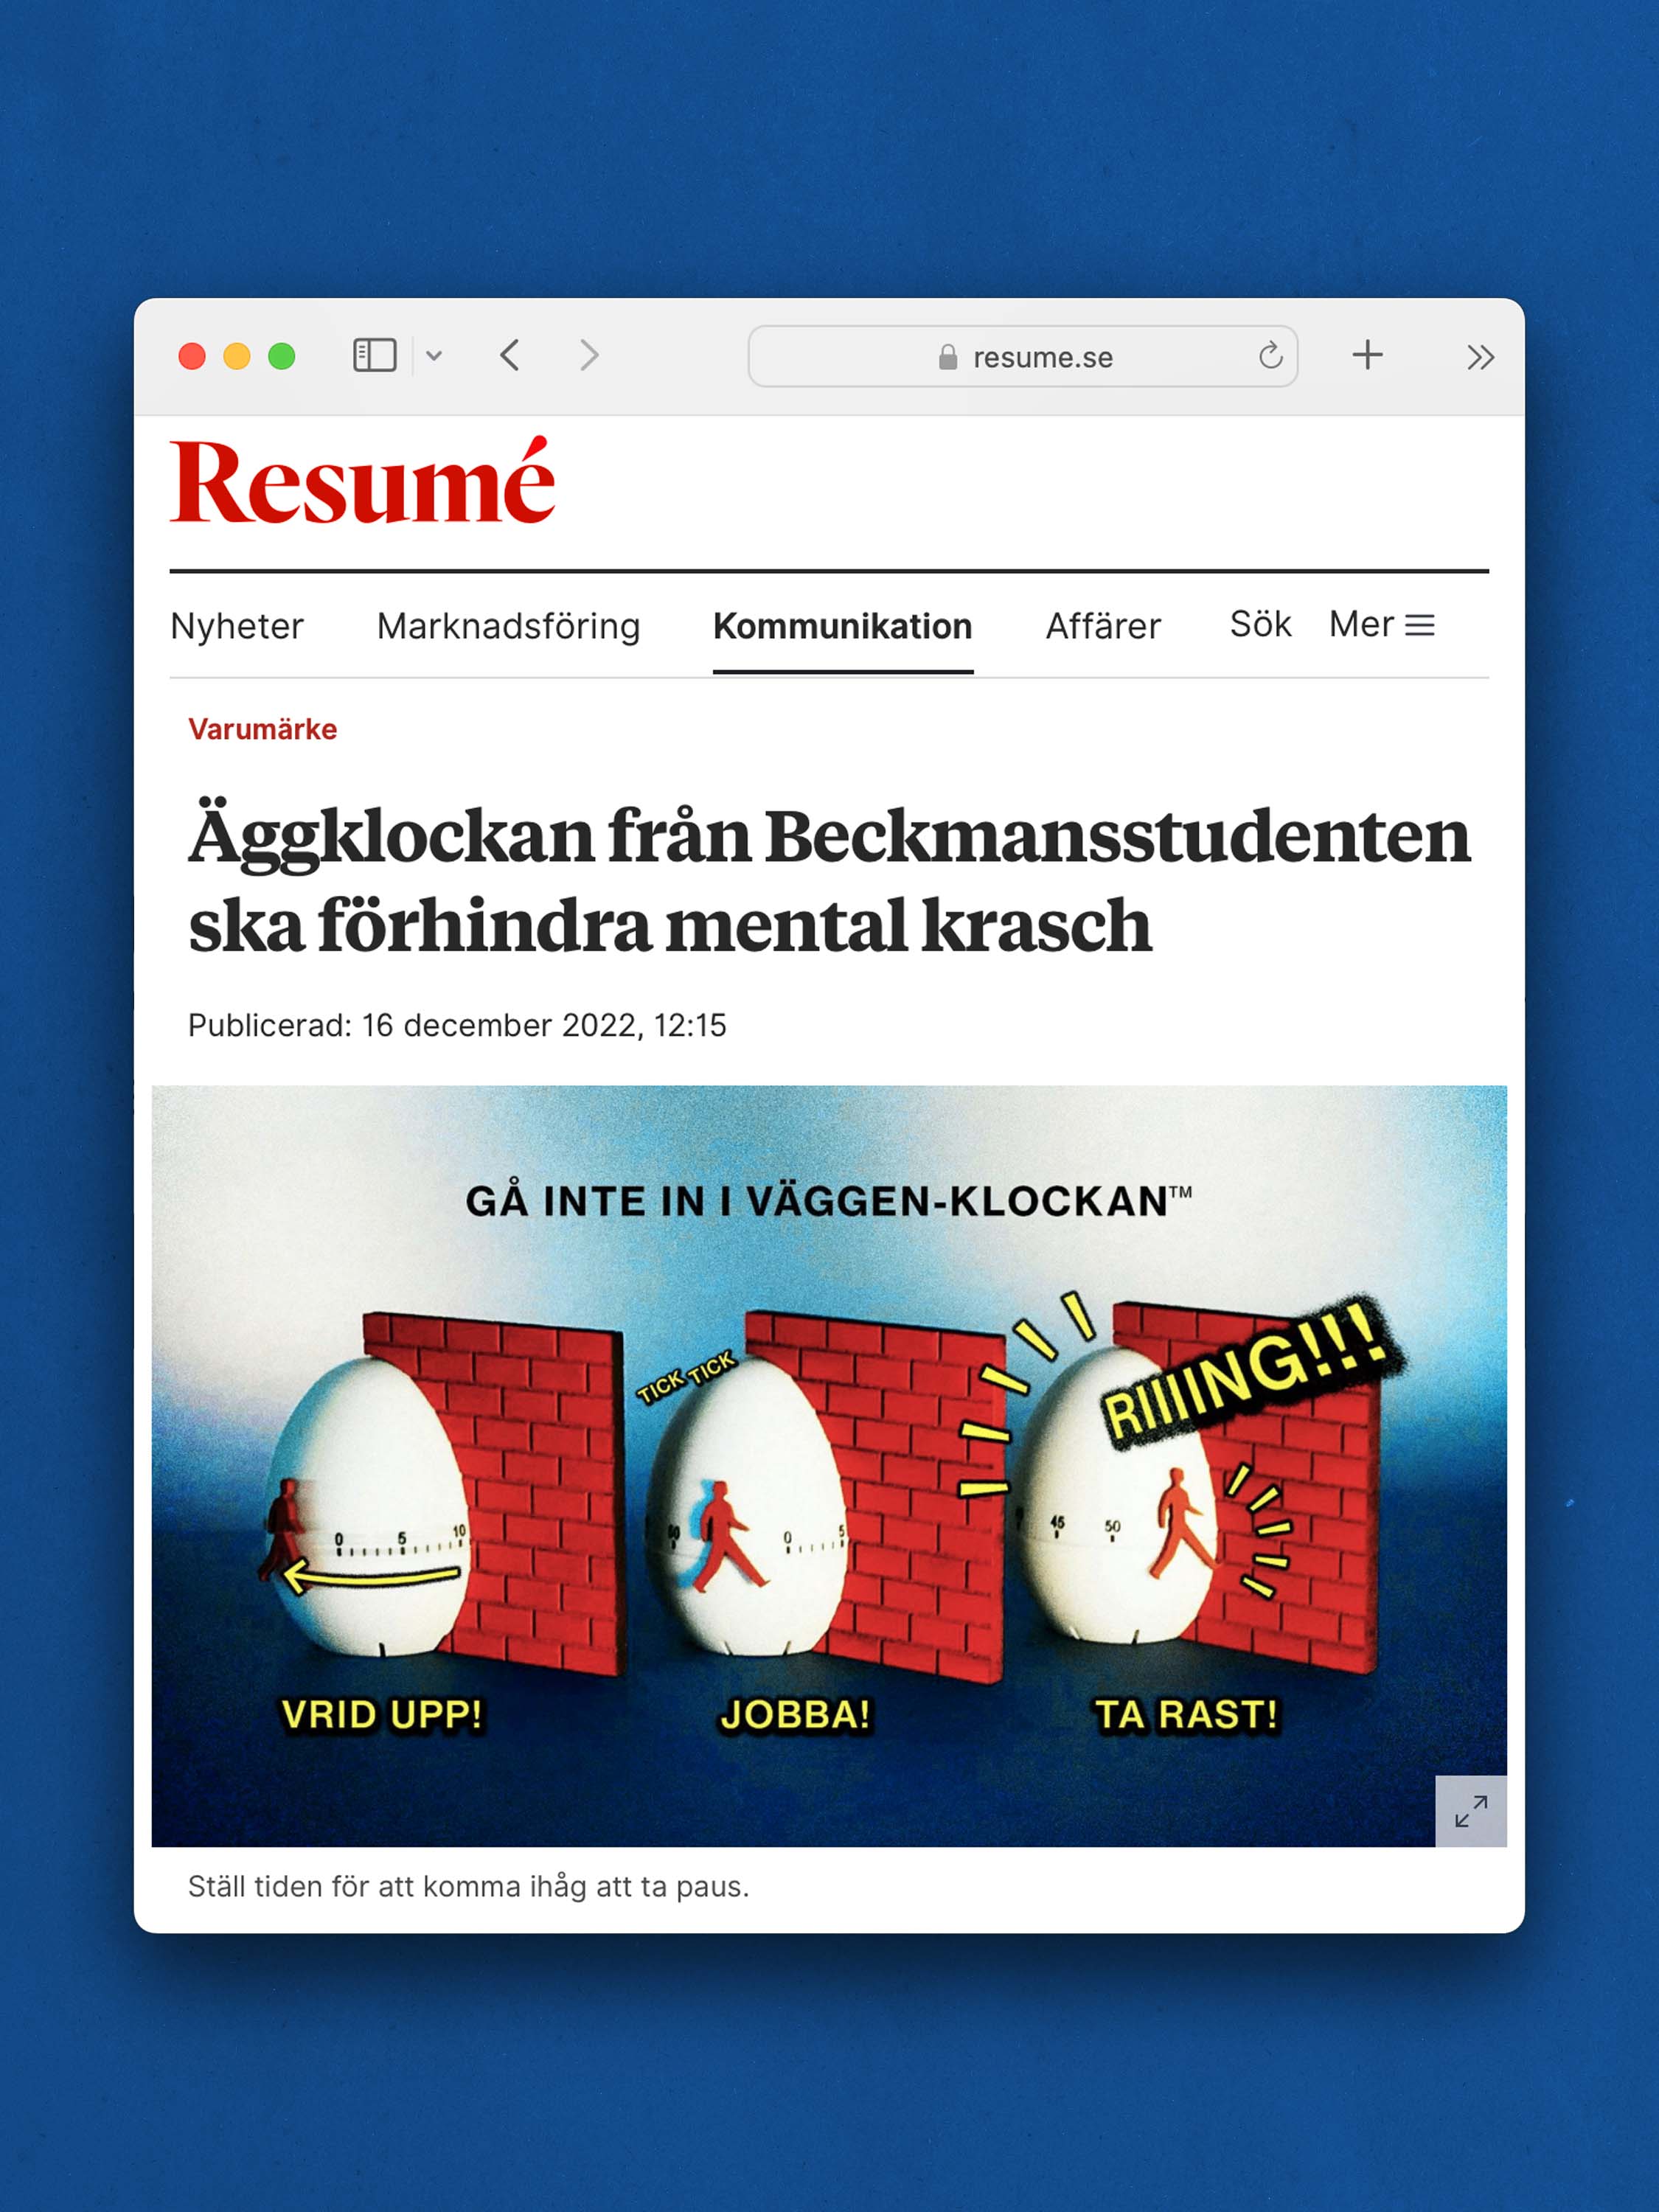 resume.se
Resumé
Nyheter Marknadsföring Kommunikation Affärer Sök Mer
Varumärke
Äggklockan från Beckmansstudenten
ska förhindra mental krasch
Publicerad: 16 december 2022, 12:15
GÅ INTE IN I VÄGGEN-KLOCKAN™
TICK TICK
RIIIING!!!
0 5 10
0 5
45 50
VRID UPP! JOBBA! TA RAST!
Ställ tiden för att komma ihåg att ta paus.